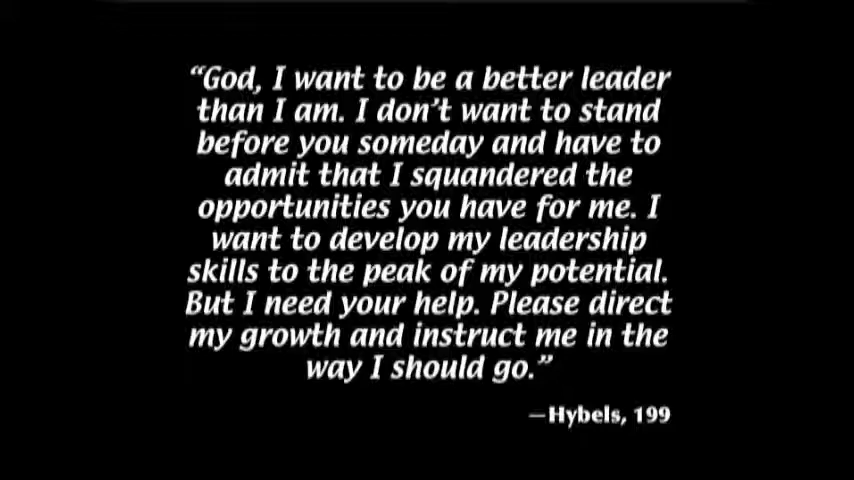 “God, I want to be a better leader
than I am. I don’t want to stand
before you someday and have to
admit that I squandered the
opportunities you have for me. I
want to develop my leadership
skills to the peak of my potential.
But I need your help. Please direct
my growth and instruct me in the
way I should go.”
—Hybels, 199